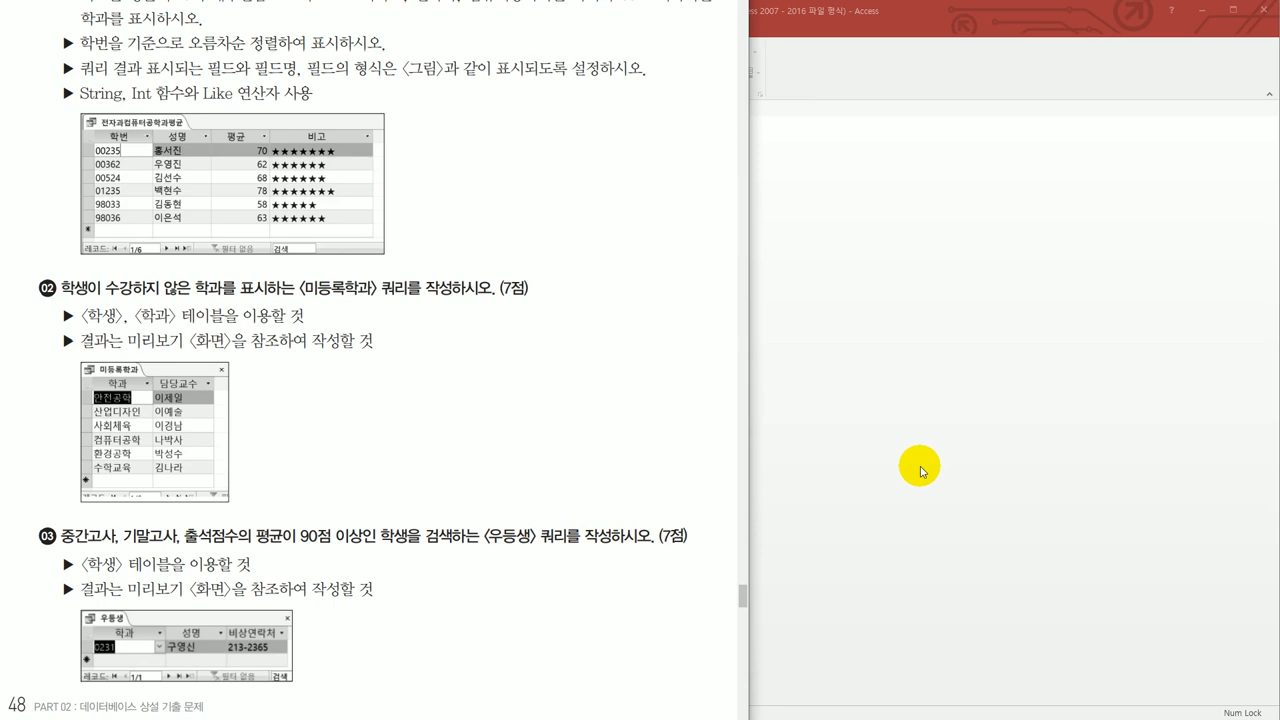 학과를 표시하시오.
▶ 학번을 기준으로 오름차순 정렬하여 표시하시오.
▶ 쿼리 결과 표시되는 필드와 필드명, 필드의 형식은 〈그림〉과 같이 표시되도록 설정하시오.
▶ String, Int 함수와 Like 연산자 사용
전자과컴퓨터공학과평균
학번 성명 평균 비고
00235 홍서진 70 ★★★★★★★
00362 우영진 62 ★★★★★★
00524 김선수 68 ★★★★★★
01235 백현수 78 ★★★★★★★
98033 김동현 58 ★★★★★
98036 이은석 63 ★★★★★★
레코드: 1/6 필터 없음 검색
02 학생이 수강하지 않은 학과를 표시하는 〈미등록학과〉 쿼리를 작성하시오. (7점)
▶ 〈학생〉, 〈학과〉 테이블을 이용할 것
▶ 결과는 미리보기 〈화면〉을 참조하여 작성할 것
미등록학과 ×
학과 담당교수
안전공학 이제일
산업디자인 이예술
사회체육 이경남
컴퓨터공학 나박사
환경공학 박성수
수학교육 김나라
03 중간고사, 기말고사, 출석점수의 평균이 90점 이상인 학생을 검색하는 〈우등생〉 쿼리를 작성하시오. (7점)
▶ 〈학생〉 테이블을 이용할 것
▶ 결과는 미리보기 〈화면〉을 참조하여 작성할 것
우등생 ×
학과 성명 비상연락처
0231 구영신 213-2365
레코드: 1/1 필터 없음 검색
48 PART 02 : 데이터베이스 상설 기출 문제
ss 2007 - 2016 파일 형식) - Access
Num Lock